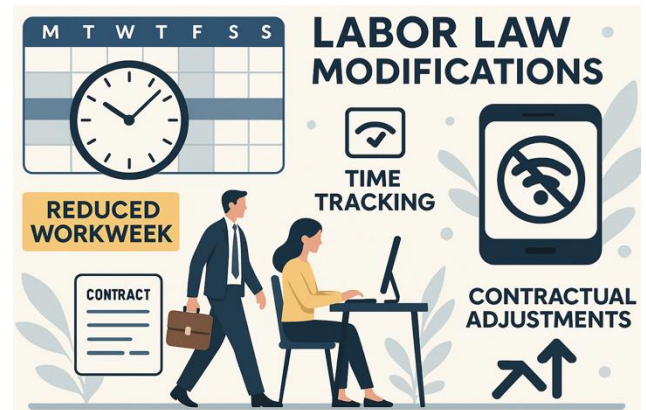 M T W T F S S
LABOR LAW
MODIFICATIONS
TIME
TRACKING
REDUCED
WORKWEEK
CONTRACT
CONTRACTUAL
ADJUSTMENTS